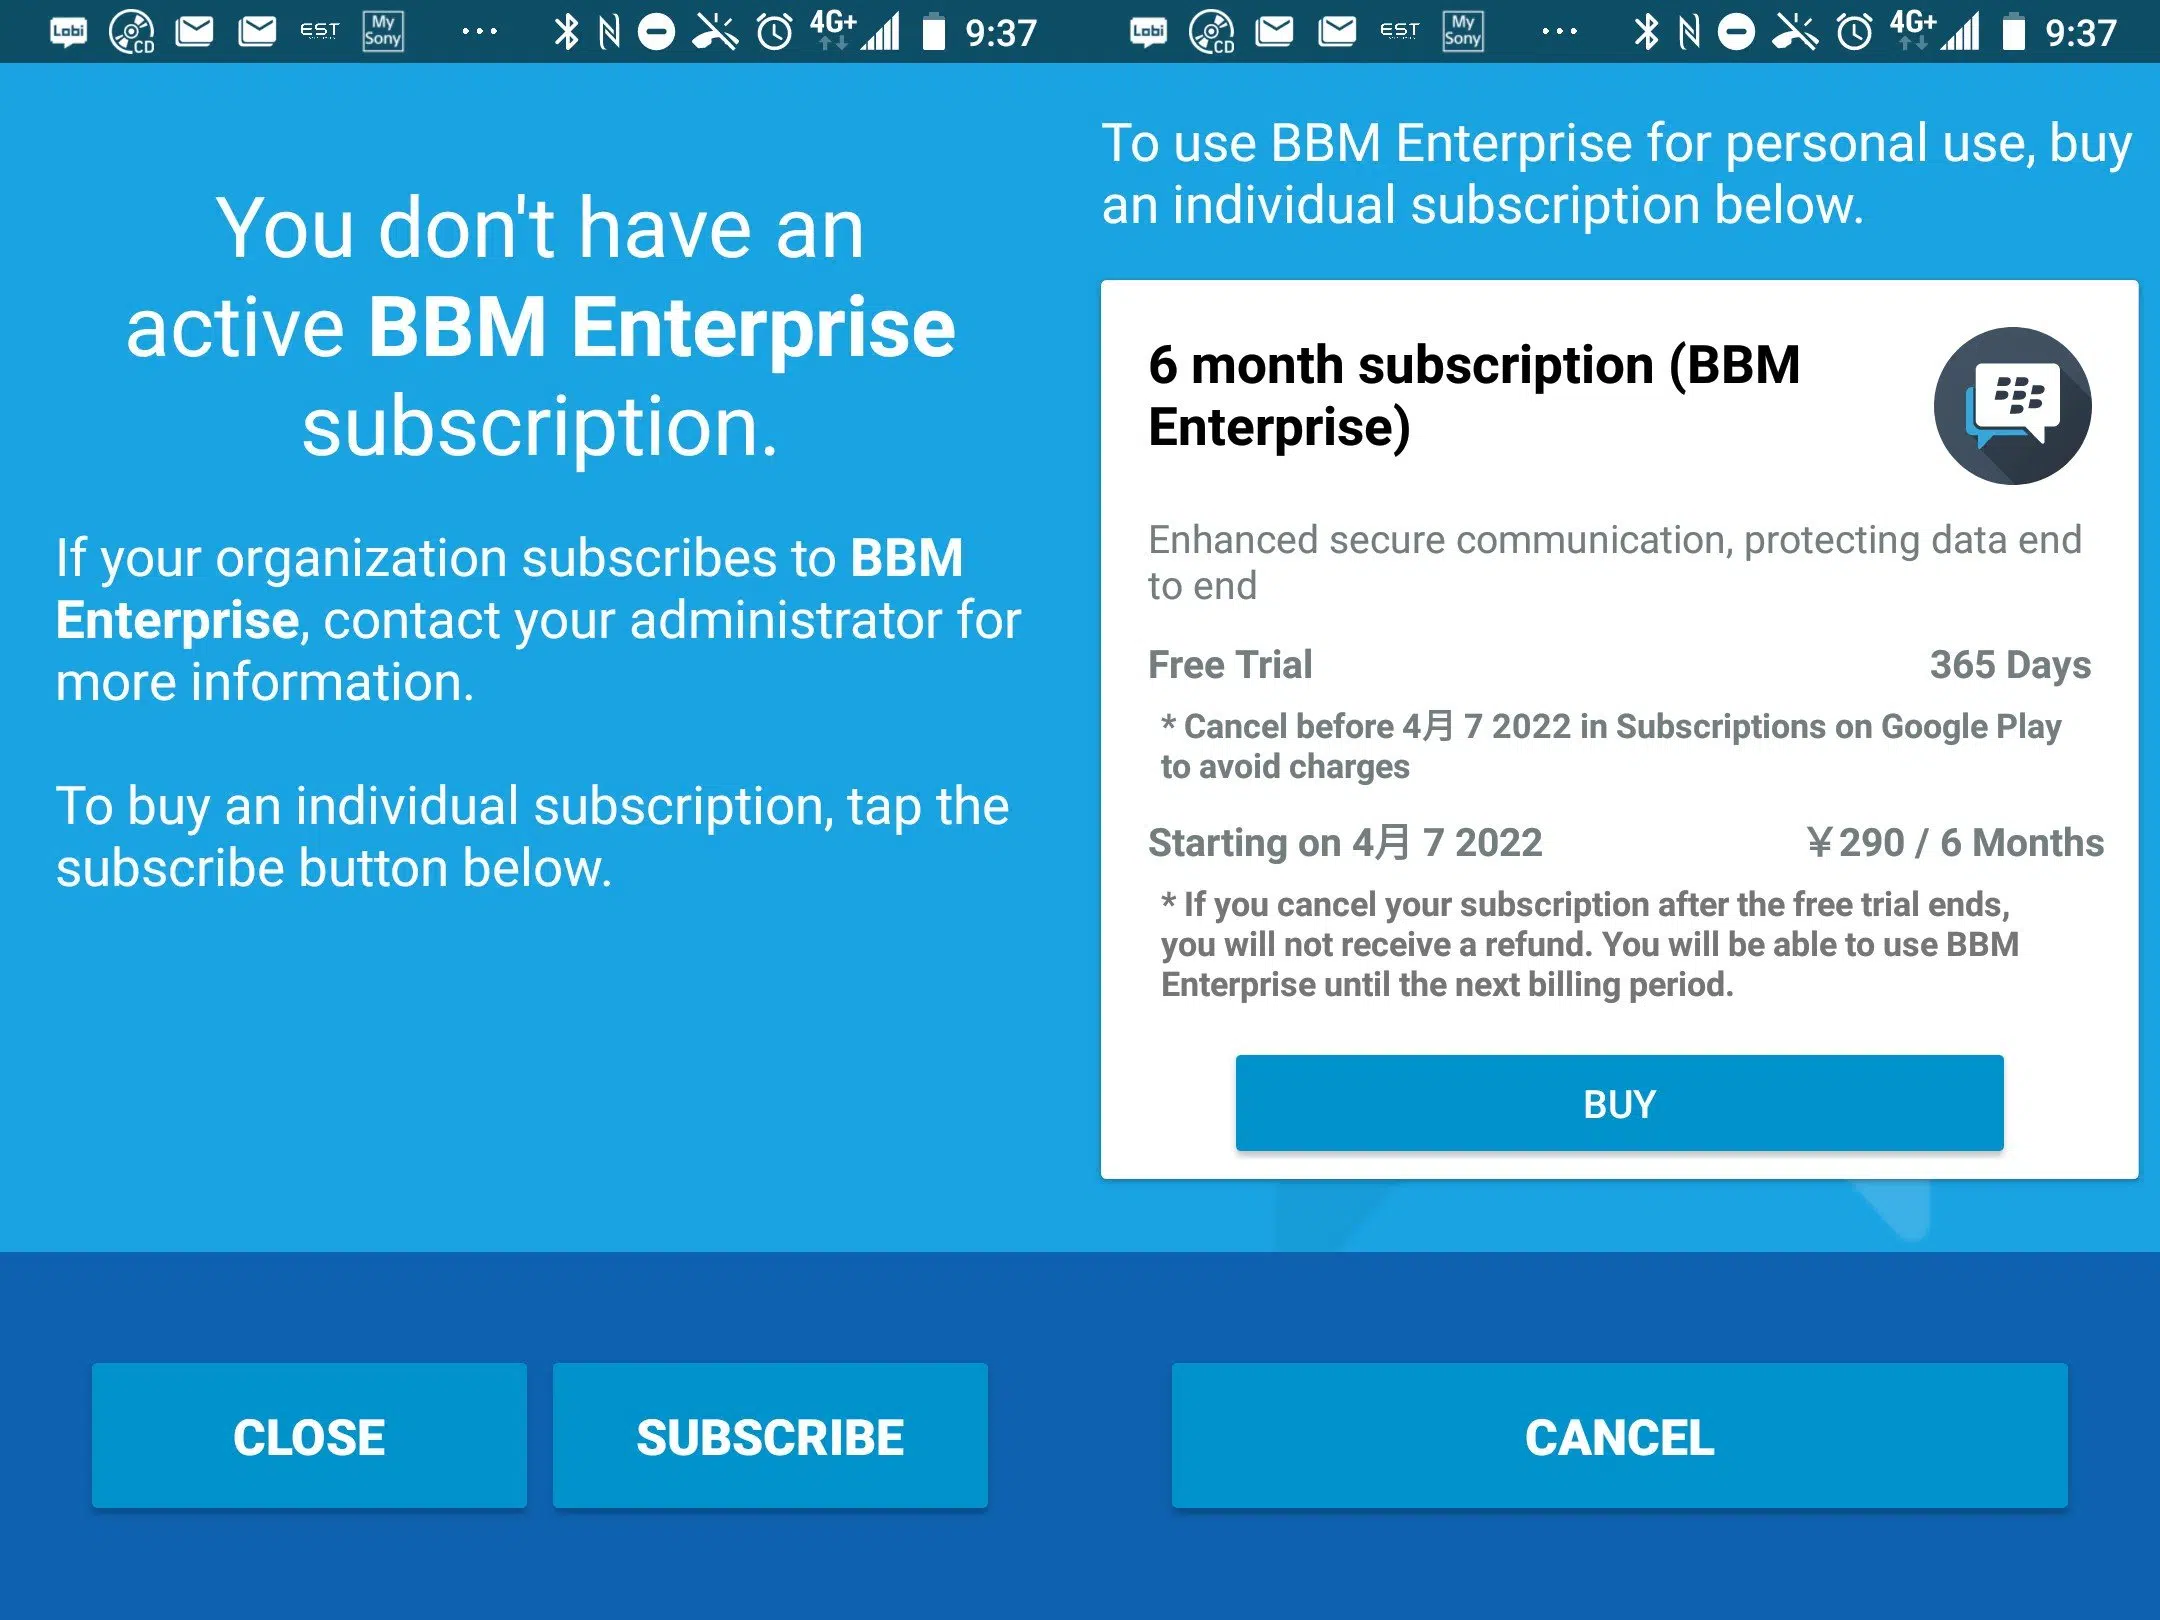 Lobi CD EST My Sony ... 4G+ 9:37
You don't have an
active BBM Enterprise
subscription.
If your organization subscribes to BBM
Enterprise, contact your administrator for
more information.
To buy an individual subscription, tap the
subscribe button below.
CLOSE
SUBSCRIBE
Lobi CD EST My Sony ... 4G+ 9:37
To use BBM Enterprise for personal use, buy
an individual subscription below.
6 month subscription (BBM
Enterprise)
Enhanced secure communication, protecting data end
to end
Free Trial 365 Days
* Cancel before 4月 7 2022 in Subscriptions on Google Play
to avoid charges
Starting on 4月 7 2022 ￥290 / 6 Months
* If you cancel your subscription after the free trial ends,
you will not receive a refund. You will be able to use BBM
Enterprise until the next billing period.
BUY
CANCEL